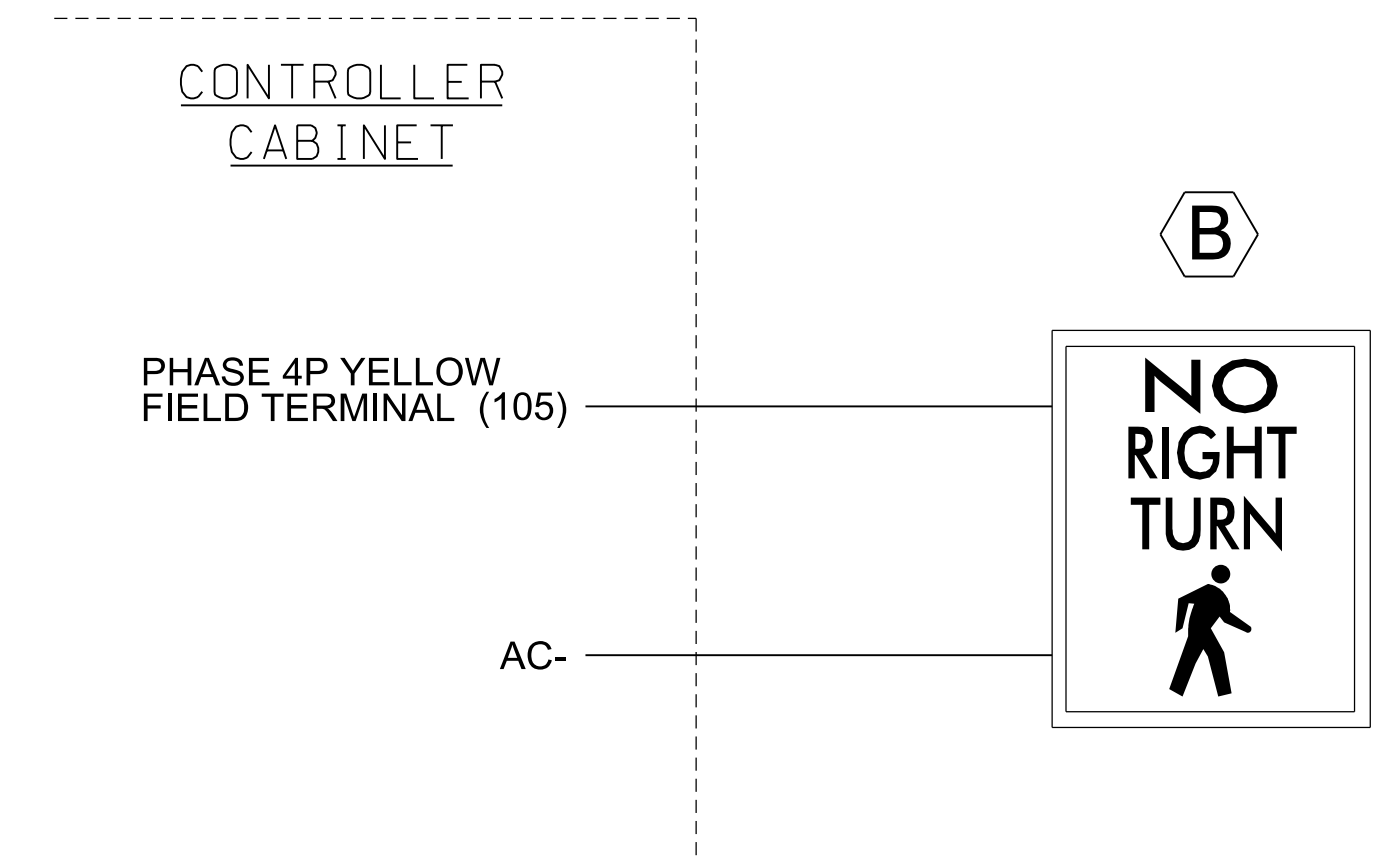 CONTROLLER
CABINET
B
PHASE 4P YELLOW
FIELD TERMINAL (105)
NO
RIGHT
TURN
AC-